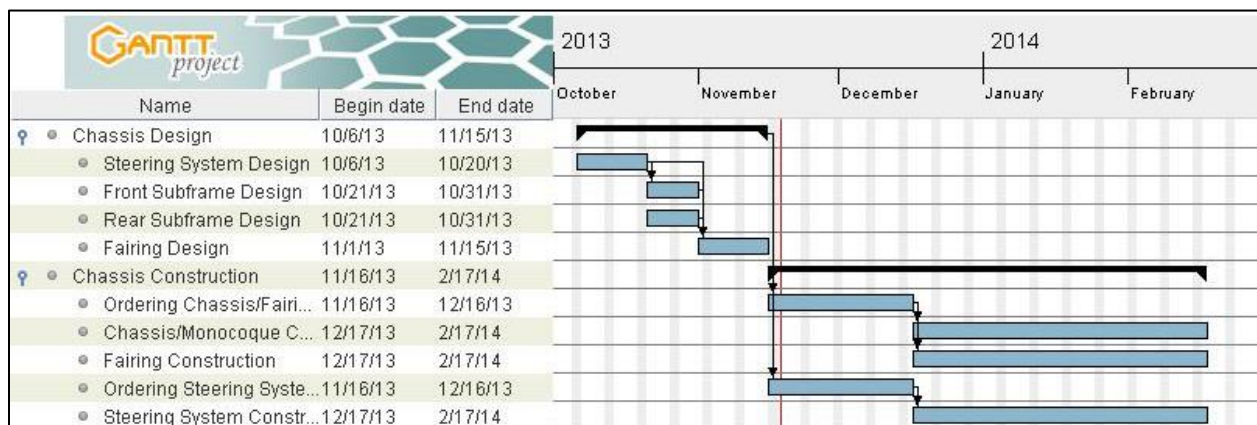 GANTT
project
2013 2014
October November December January February
Name Begin date End date
Chassis Design 10/6/13 11/15/13
Steering System Design 10/6/13 10/20/13
Front Subframe Design 10/21/13 10/31/13
Rear Subframe Design 10/21/13 10/31/13
Fairing Design 11/1/13 11/15/13
Chassis Construction 11/16/13 2/17/14
Ordering Chassis/Fairi... 11/16/13 12/16/13
Chassis/Monocoque C... 12/17/13 2/17/14
Fairing Construction 12/17/13 2/17/14
Ordering Steering Syste... 11/16/13 12/16/13
Steering System Constr... 12/17/13 2/17/14